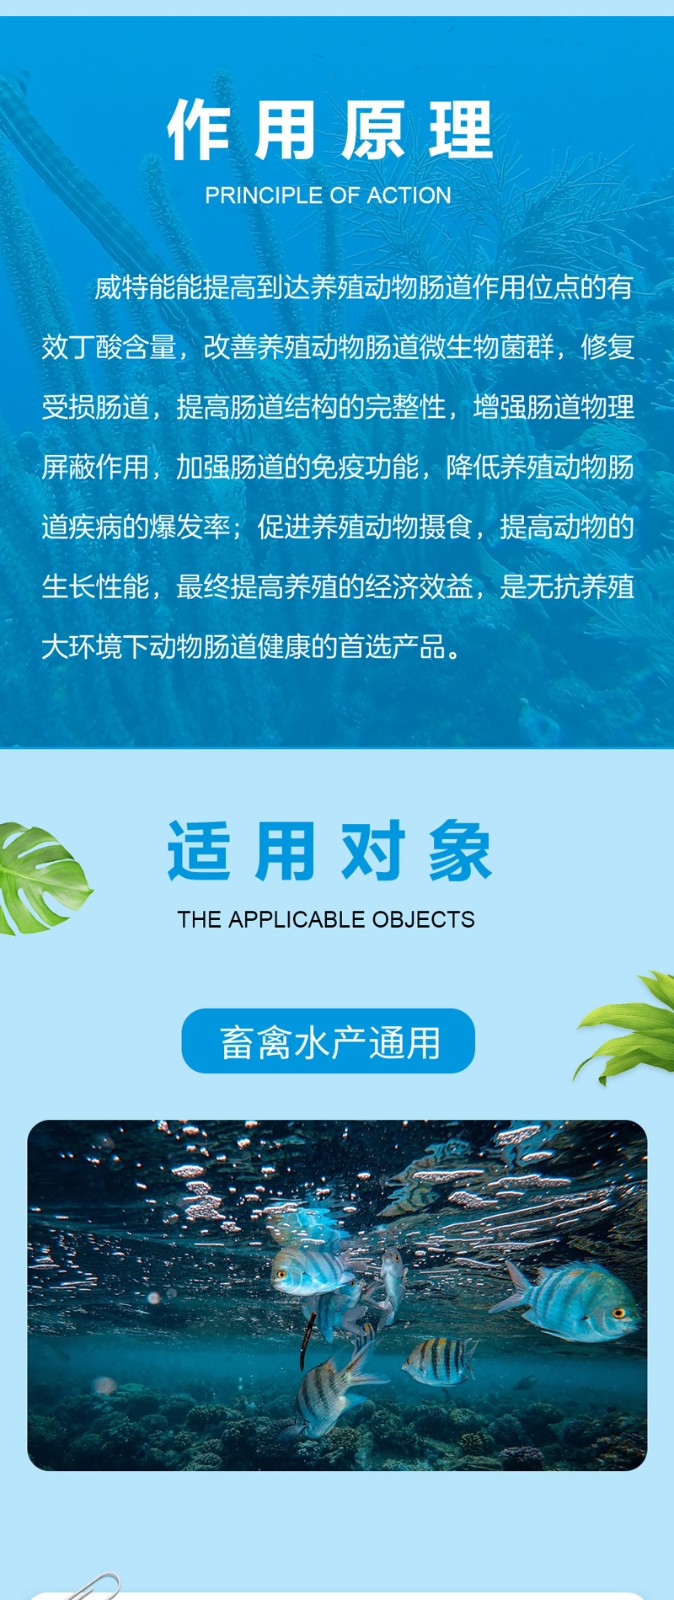 作用原理
PRINCIPLE OF ACTION
威特能能提高到达养殖动物肠道作用位点的有
效丁酸含量，改善养殖动物肠道微生物菌群，修复
受损肠道，提高肠道结构的完整性，增强肠道物理
屏蔽作用，加强肠道的免疫功能，降低养殖动物肠
道疾病的爆发率；促进养殖动物摄食，提高动物的
生长性能，最终提高养殖的经济效益，是无抗养殖
大环境下动物肠道健康的首选产品。
适用对象
THE APPLICABLE OBJECTS
畜禽水产通用